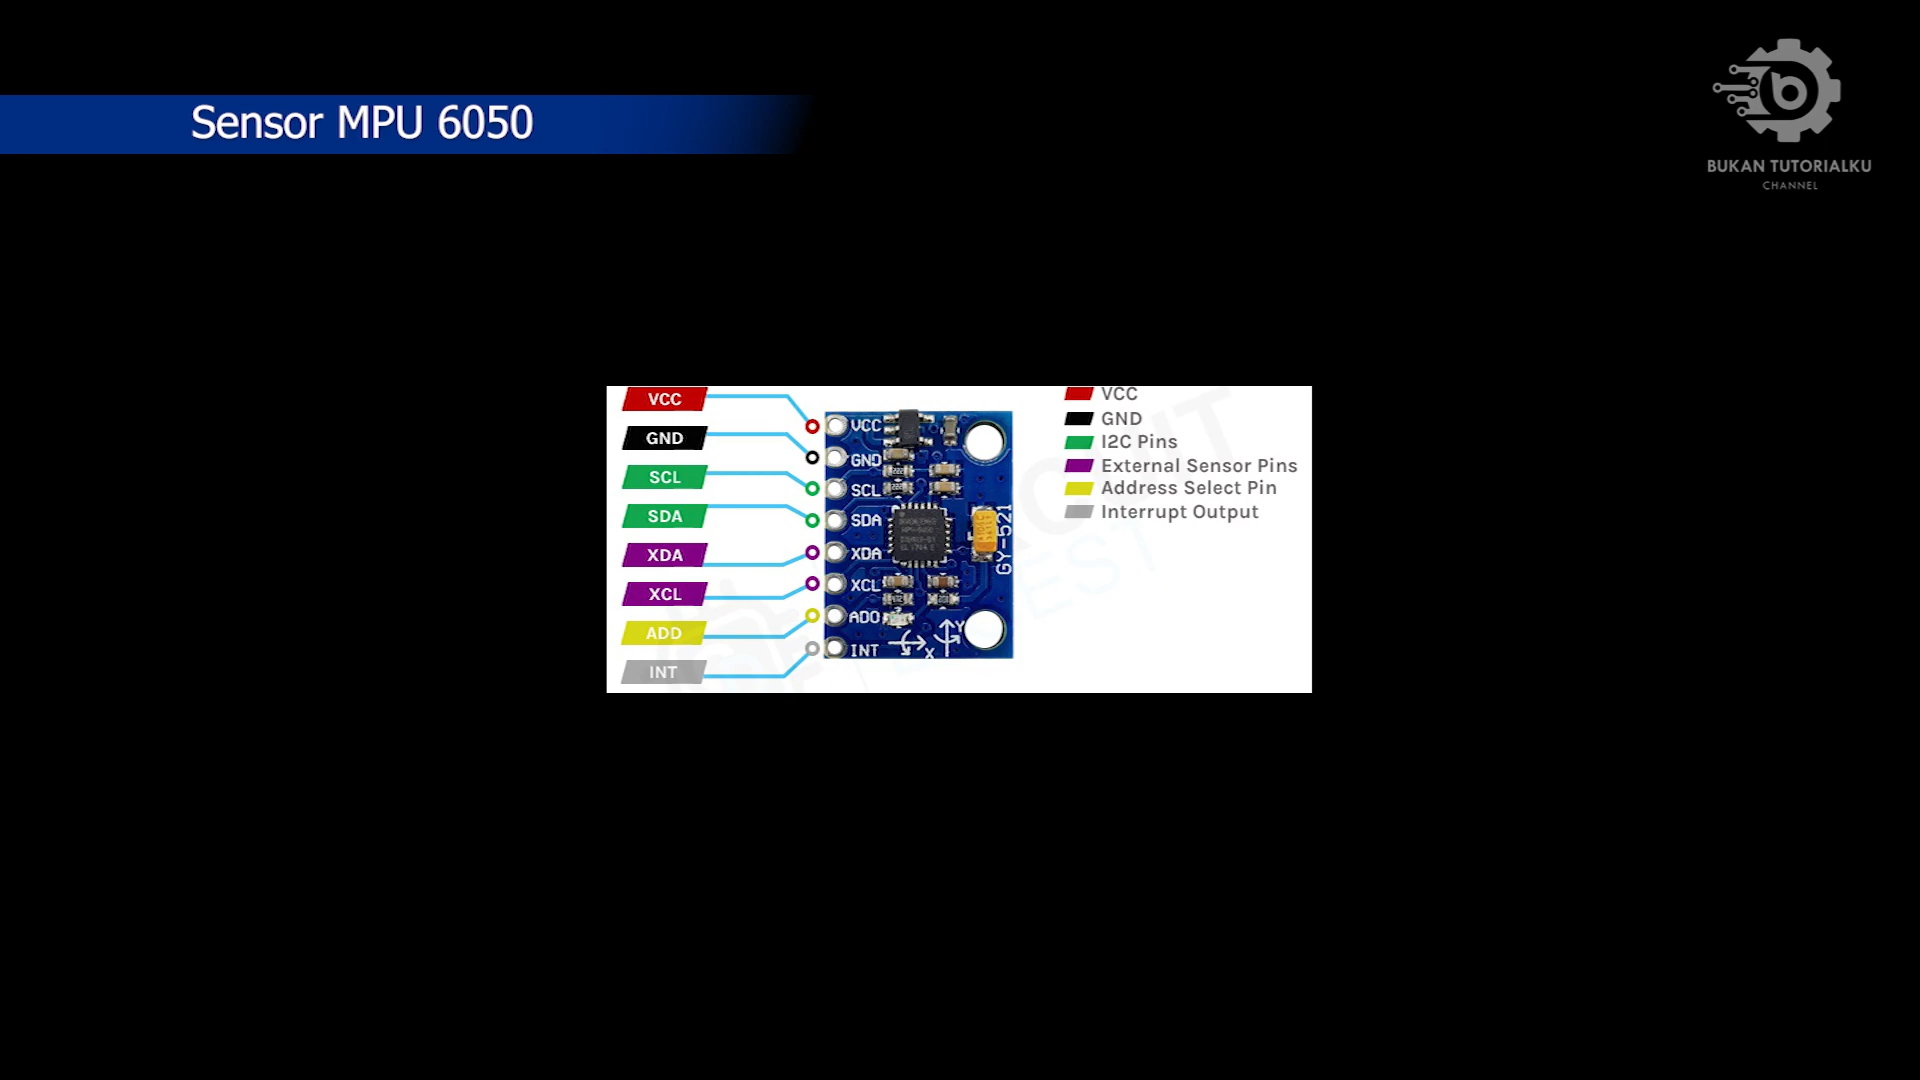 Sensor MPU 6050
BUKAN TUTORIALKU
CHANNEL
VCC
GND
SCL
SDA
XDA
XCL
ADD
INT
VCC
GND
SCL
SDA
XDA
XCL
ADO
INT
GY-521
X
Y
VCC
GND
I2C Pins
External Sensor Pins
Address Select Pin
Interrupt Output